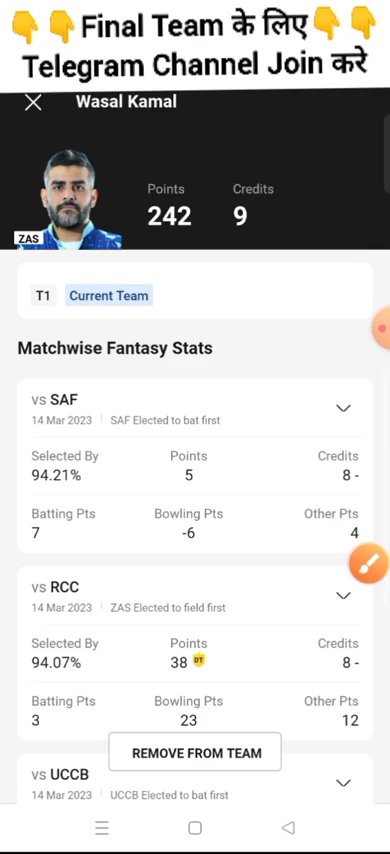 👇👇Final Team के लिए👇👇
Telegram Channel Join करे
Wasal Kamal
Points Credits
242 9
ZAS
T1 Current Team
Matchwise Fantasy Stats
vs SAF
14 Mar 2023 | SAF Elected to bat first
Selected By Points Credits
94.21% 5 8 -
Batting Pts Bowling Pts Other Pts
7 -6 4
vs RCC
14 Mar 2023 | ZAS Elected to field first
Selected By Points Credits
94.07% 38 DT 8 -
Batting Pts Bowling Pts Other Pts
3 23 12
REMOVE FROM TEAM
vs UCCB
14 Mar 2023 | UCCB Elected to bat first